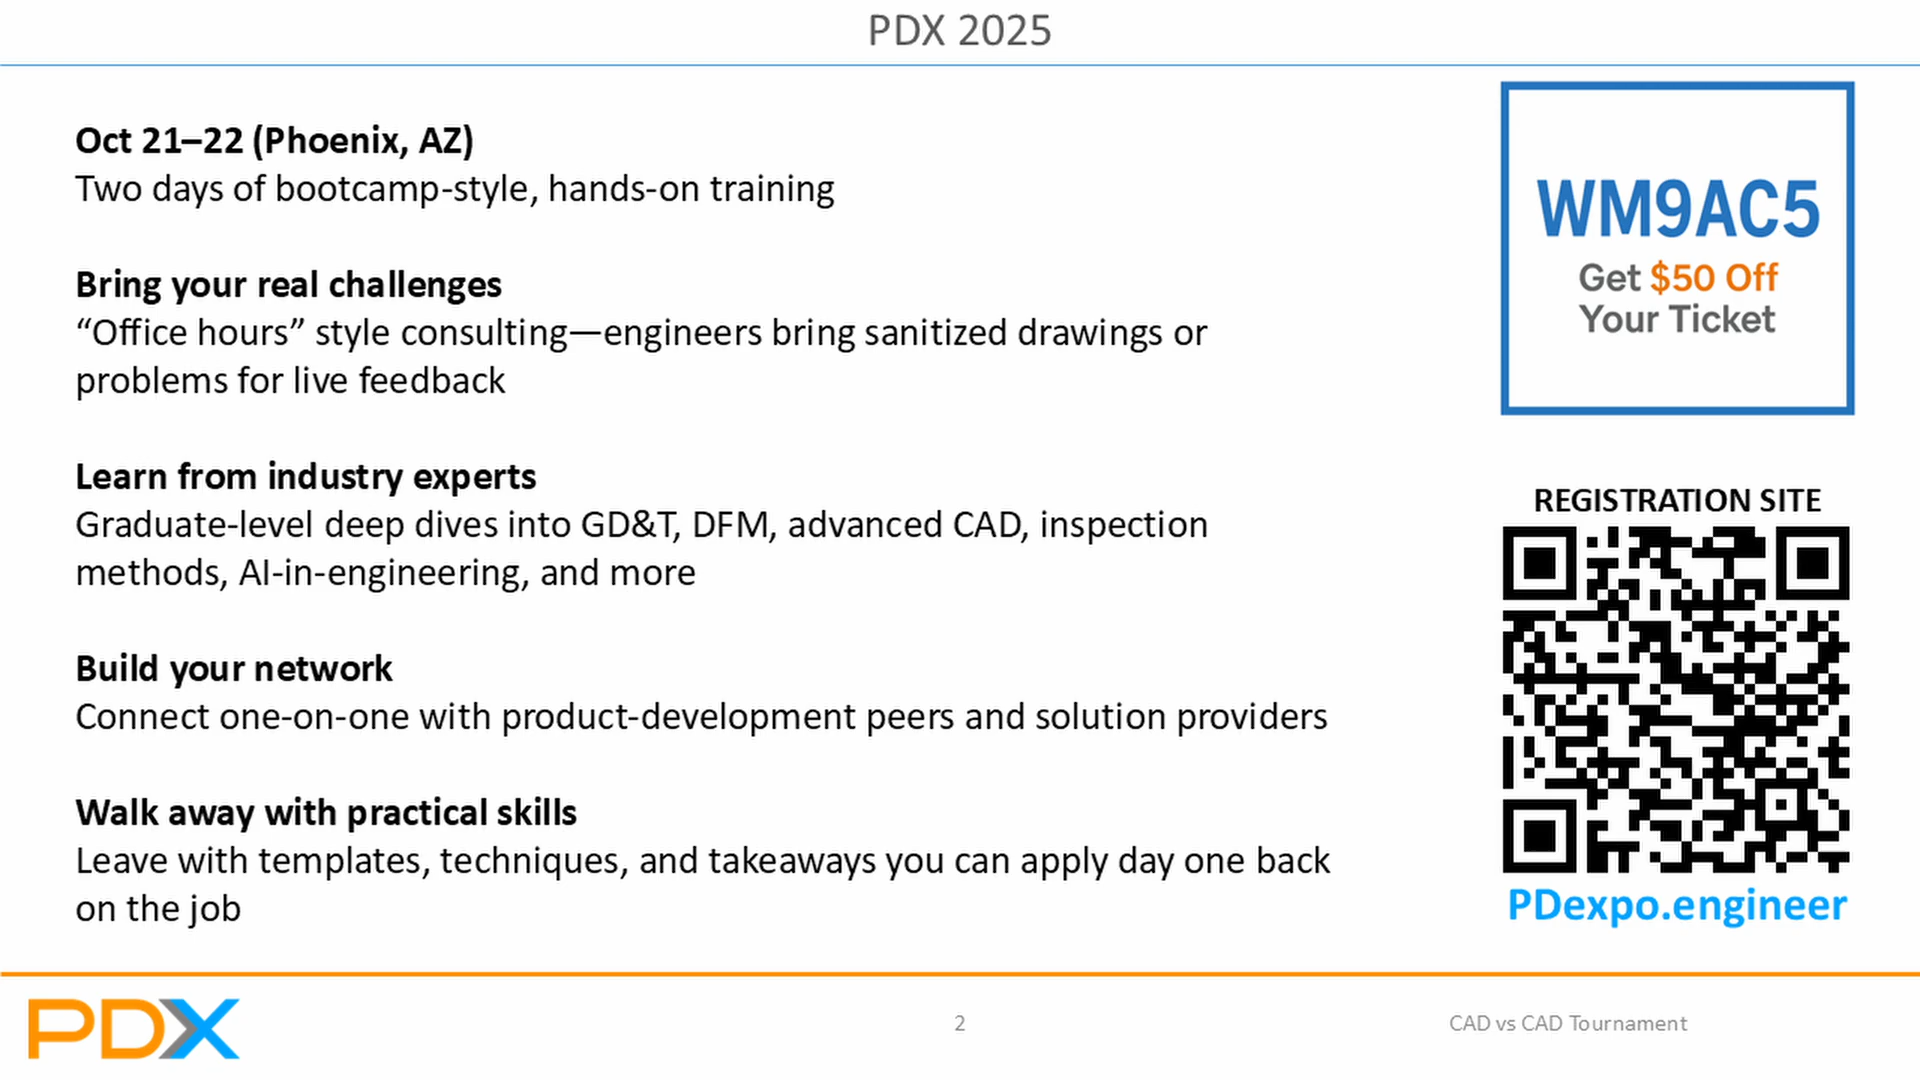 PDX 2025
Oct 21–22 (Phoenix, AZ)
Two days of bootcamp-style, hands-on training
Bring your real challenges
“Office hours” style consulting—engineers bring sanitized drawings or
problems for live feedback
Learn from industry experts
Graduate-level deep dives into GD&T, DFM, advanced CAD, inspection
methods, AI-in-engineering, and more
Build your network
Connect one-on-one with product-development peers and solution providers
Walk away with practical skills
Leave with templates, techniques, and takeaways you can apply day one back
on the job
WM9AC5
Get $50 Off
Your Ticket
REGISTRATION SITE
PDexpo.engineer
PDX
2
CAD vs CAD Tournament